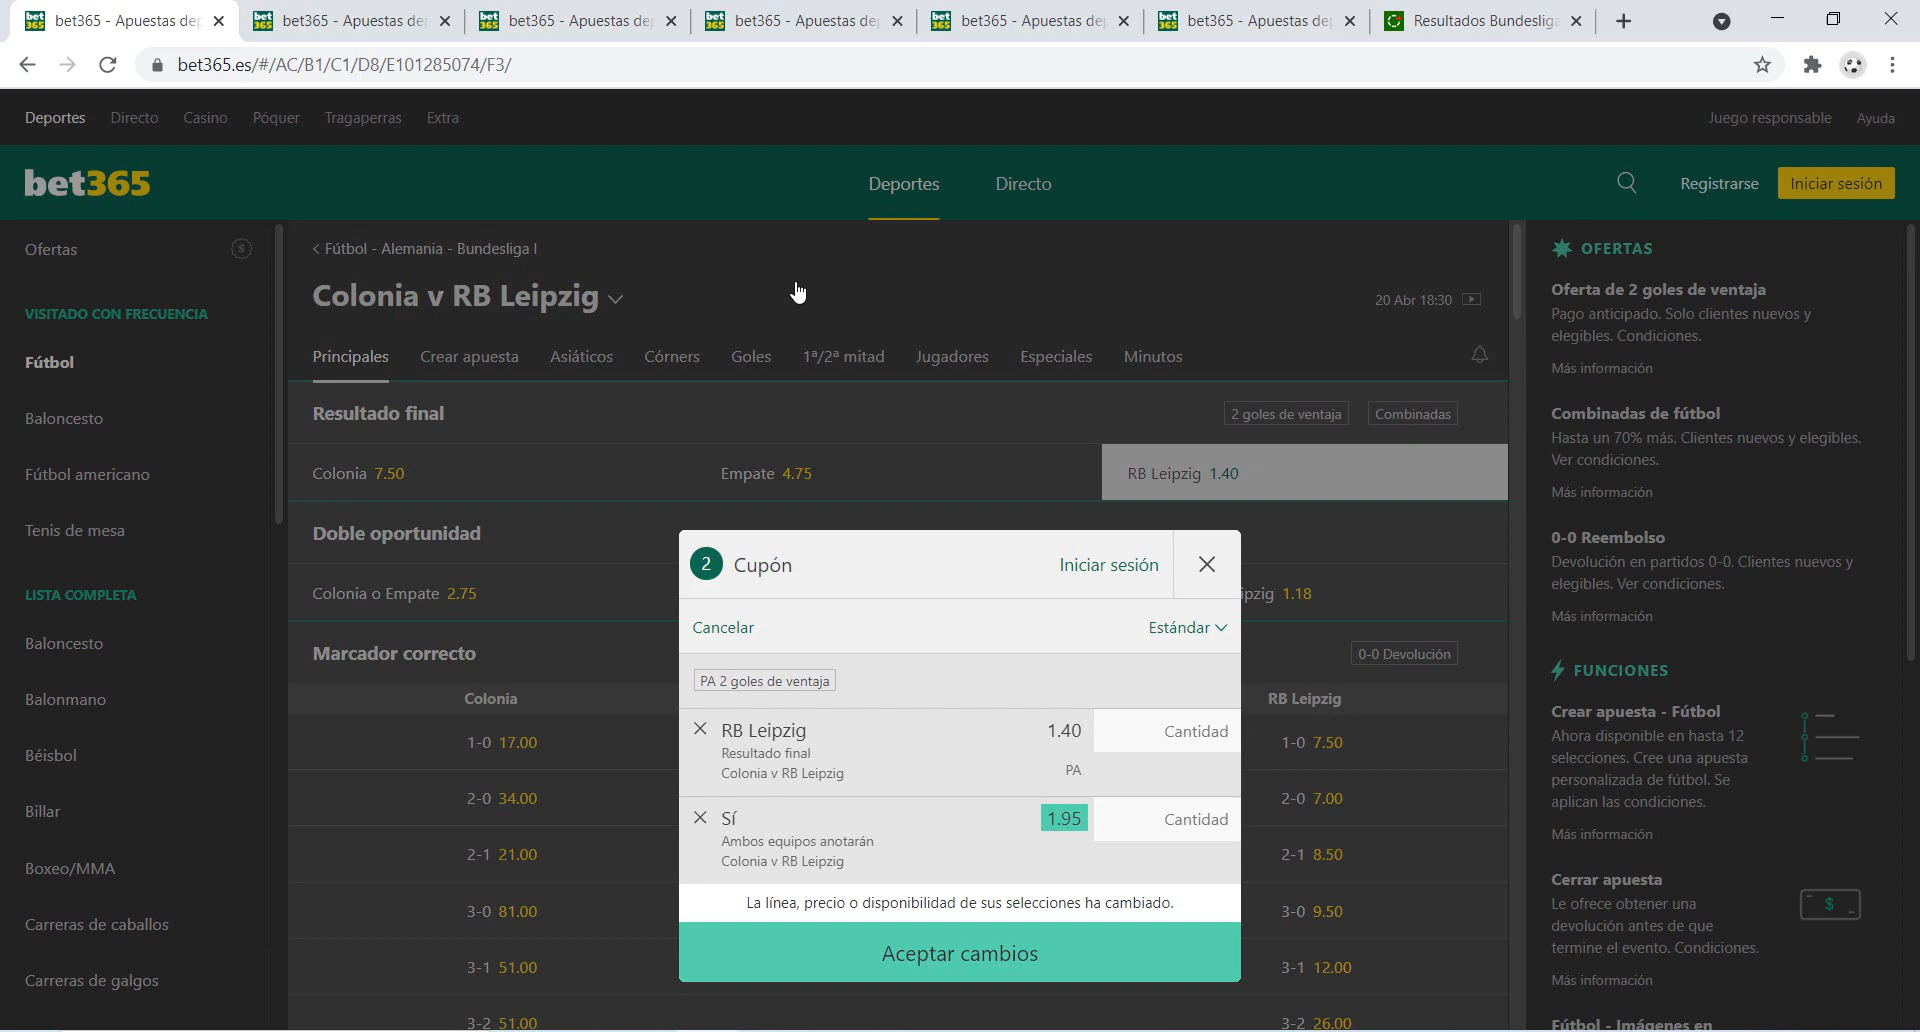 bet365 - Apuestas dep
bet365 - Apuestas de
bet365 - Apuestas de
bet365 - Apuestas de
bet365 - Apuestas de
bet365 - Apuestas dep
Resultados Bundeslig
bet365.es/#/AC/B1/C1/D8/E101285074/F3/
Deportes Directo Casino Póquer Tragaperras Extra
Juego responsable Ayuda
bet365
Deportes Directo
Registrarse Iniciar sesión
Ofertas
VISITADO CON FRECUENCIA
Fútbol
Baloncesto
Fútbol americano
Tenis de mesa
LISTA COMPLETA
Baloncesto
Balonmano
Béisbol
Billar
Boxeo/MMA
Carreras de caballos
Carreras de galgos
< Fútbol - Alemania - Bundesliga I
Colonia v RB Leipzig
20 Abr 18:30
Principales Crear apuesta Asiáticos Córners Goles 1ª/2ª mitad Jugadores Especiales Minutos
Resultado final
2 goles de ventaja Combinadas
Colonia 7.50 Empate 4.75 RB Leipzig 1.40
Doble oportunidad
Colonia o Empate 2.75
ipzig 1.18
Marcador correcto
0-0 Devolución
Colonia RB Leipzig
1-0 17.00 1-0 7.50
2-0 34.00 2-0 7.00
2-1 21.00 2-1 8.50
3-0 81.00 3-0 9.50
3-1 51.00 3-1 12.00
3-2 51.00 3-2 26.00
2 Cupón Iniciar sesión
Cancelar Estándar
PA 2 goles de ventaja
RB Leipzig 1.40 Cantidad
Resultado final
Colonia v RB Leipzig PA
Sí 1.95 Cantidad
Ambos equipos anotarán
Colonia v RB Leipzig
La línea, precio o disponibilidad de sus selecciones ha cambiado.
Aceptar cambios
OFERTAS
Oferta de 2 goles de ventaja
Pago anticipado. Solo clientes nuevos y
elegibles. Condiciones.
Más información
Combinadas de fútbol
Hasta un 70% más. Clientes nuevos y elegibles.
Ver condiciones.
Más información
0-0 Reembolso
Devolución en partidos 0-0. Clientes nuevos y
elegibles. Ver condiciones.
Más información
FUNCIONES
Crear apuesta - Fútbol
Ahora disponible en hasta 12
selecciones. Cree una apuesta
personalizada de fútbol. Se
aplican las condiciones.
Más información
Cerrar apuesta
Le ofrece obtener una
devolución antes de que
termine el evento. Condiciones.
Más información
Fútbol - Imágenes en